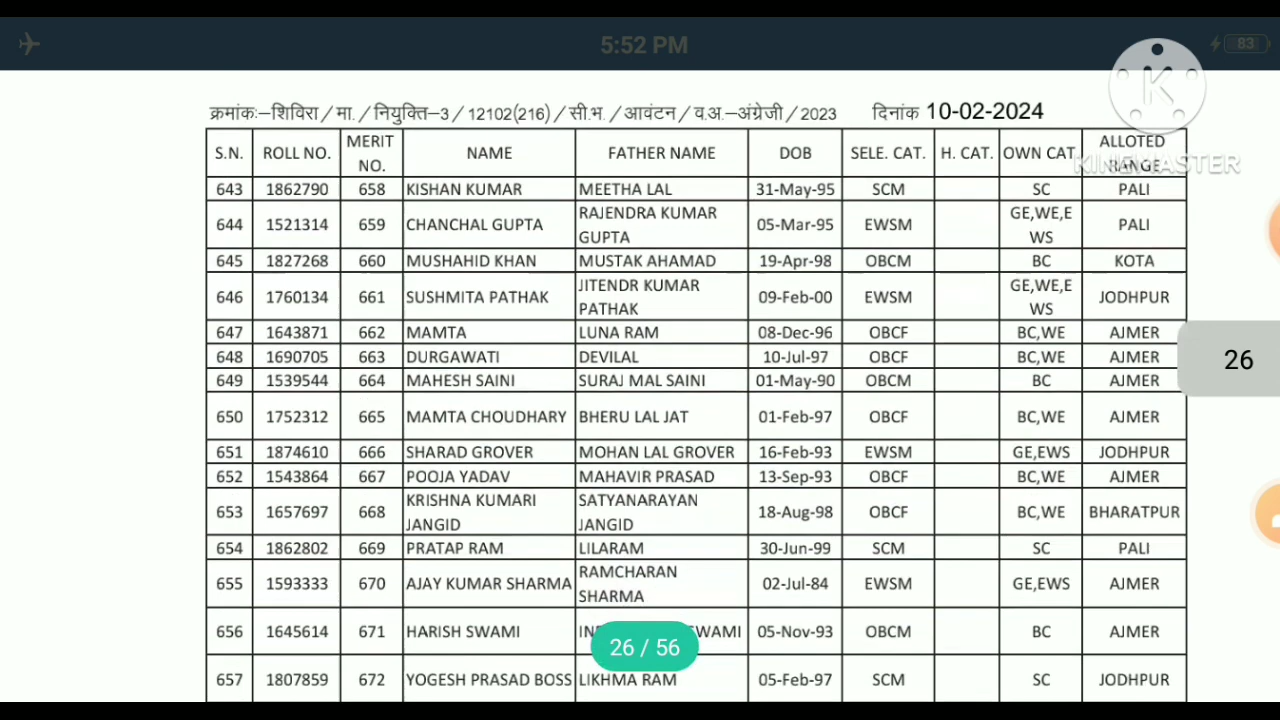 5:52 PM
83
क्रमांकः–शिविरा/मा./नियुक्ति–3/12102(216)/सी.भ./आवंटन/व.अ.–अंग्रेजी/2023 दिनांक 10-02-2024
K
KINEMASTER
S.N. ROLL NO. MERIT NO. NAME FATHER NAME DOB SELE. CAT. H. CAT. OWN CAT. ALLOTED RANGE
643 1862790 658 KISHAN KUMAR MEETHA LAL 31-May-95 SCM SC PALI
644 1521314 659 CHANCHAL GUPTA RAJENDRA KUMAR GUPTA 05-Mar-95 EWSM GE,WE,E WS PALI
645 1827268 660 MUSHAHID KHAN MUSTAK AHAMAD 19-Apr-98 OBCM BC KOTA
646 1760134 661 SUSHMITA PATHAK JITENDR KUMAR PATHAK 09-Feb-00 EWSM GE,WE,E WS JODHPUR
647 1643871 662 MAMTA LUNA RAM 08-Dec-96 OBCF BC,WE AJMER
648 1690705 663 DURGAWATI DEVILAL 10-Jul-97 OBCF BC,WE AJMER
649 1539544 664 MAHESH SAINI SURAJ MAL SAINI 01-May-90 OBCM BC AJMER
26
650 1752312 665 MAMTA CHOUDHARY BHERU LAL JAT 01-Feb-97 OBCF BC,WE AJMER
651 1874610 666 SHARAD GROVER MOHAN LAL GROVER 16-Feb-93 EWSM GE,EWS JODHPUR
652 1543864 667 POOJA YADAV MAHAVIR PRASAD 13-Sep-93 OBCF BC,WE AJMER
653 1657697 668 KRISHNA KUMARI JANGID SATYANARAYAN JANGID 18-Aug-98 OBCF BC,WE BHARATPUR
654 1862802 669 PRATAP RAM LILARAM 30-Jun-99 SCM SC PALI
655 1593333 670 AJAY KUMAR SHARMA RAMCHARAN SHARMA 02-Jul-84 EWSM GE,EWS AJMER
656 1645614 671 HARISH SWAMI SWAMI 05-Nov-93 OBCM BC AJMER
26 / 56
657 1807859 672 YOGESH PRASAD BOSS LIKHMA RAM 05-Feb-97 SCM SC JODHPUR